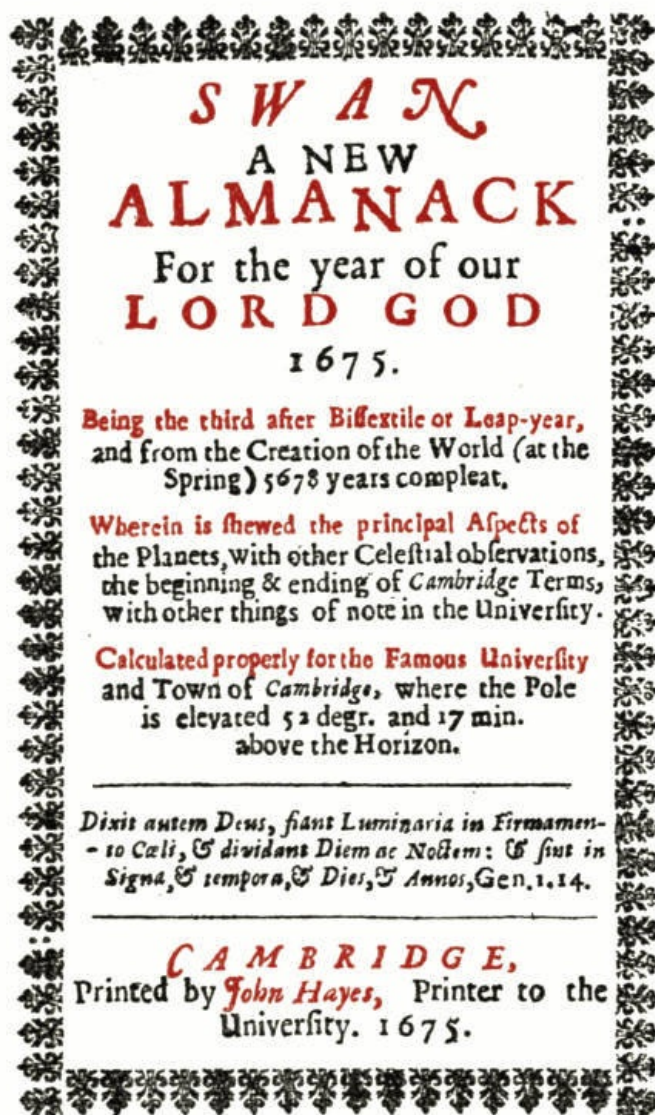 SWAN
A NEW
ALMANACK
For the year of our
LORD GOD
1675.
Being the third after Biſſextile or Leap-year,
and from the Creation of the World (at the
Spring) 5678 years compleat.
Wherein is ſhewed the principal Aſpects of
the Planets, with other Celeſtial obſervations,
the beginning & ending of Cambridge Terms,
with other things of note in the Univerſity.
Calculated properly for the Famous Univerſity
and Town of Cambridge, where the Pole
is elevated 52 degr. and 17 min.
above the Horizon.
Dixit autem Deus, fiant Luminaria in Firmamen-
- to Cœli, & dividant Diem ac Noctem: & ſint in
Signa, & tempora, & Dies, & Annos, Gen. 1. 14.
CAMBRIDGE,
Printed by John Hayes, Printer to the
Univerſity. 1675.